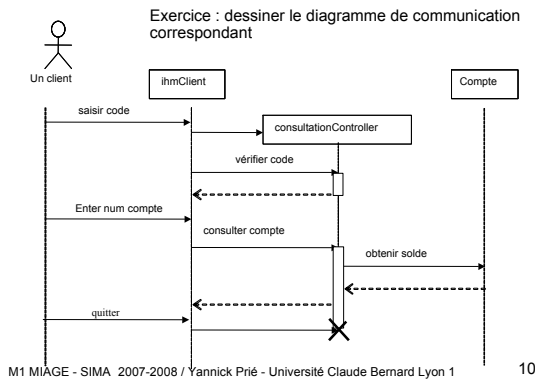 Exercice : dessiner le diagramme de communication
correspondant
Un client
ihmClient
Compte
saisir code
consultationController
vérifier code
Enter num compte
consulter compte
obtenir solde
quitter
M1 MIAGE - SIMA 2007-2008 / Yannick Prié - Université Claude Bernard Lyon 1
10